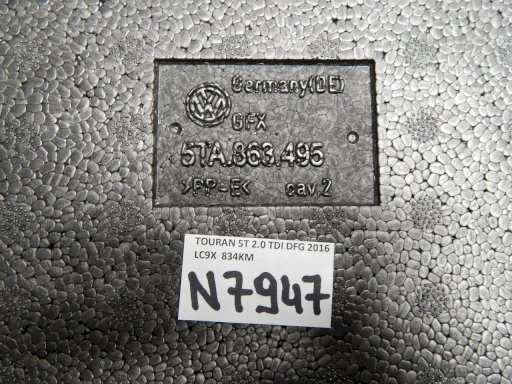 Germany(DE)
GFX
5TA.863.495
>PP-E<
cav.2
TOURAN 5T 2.0 TDI DFG 2016
LC9X 834KM
N7947